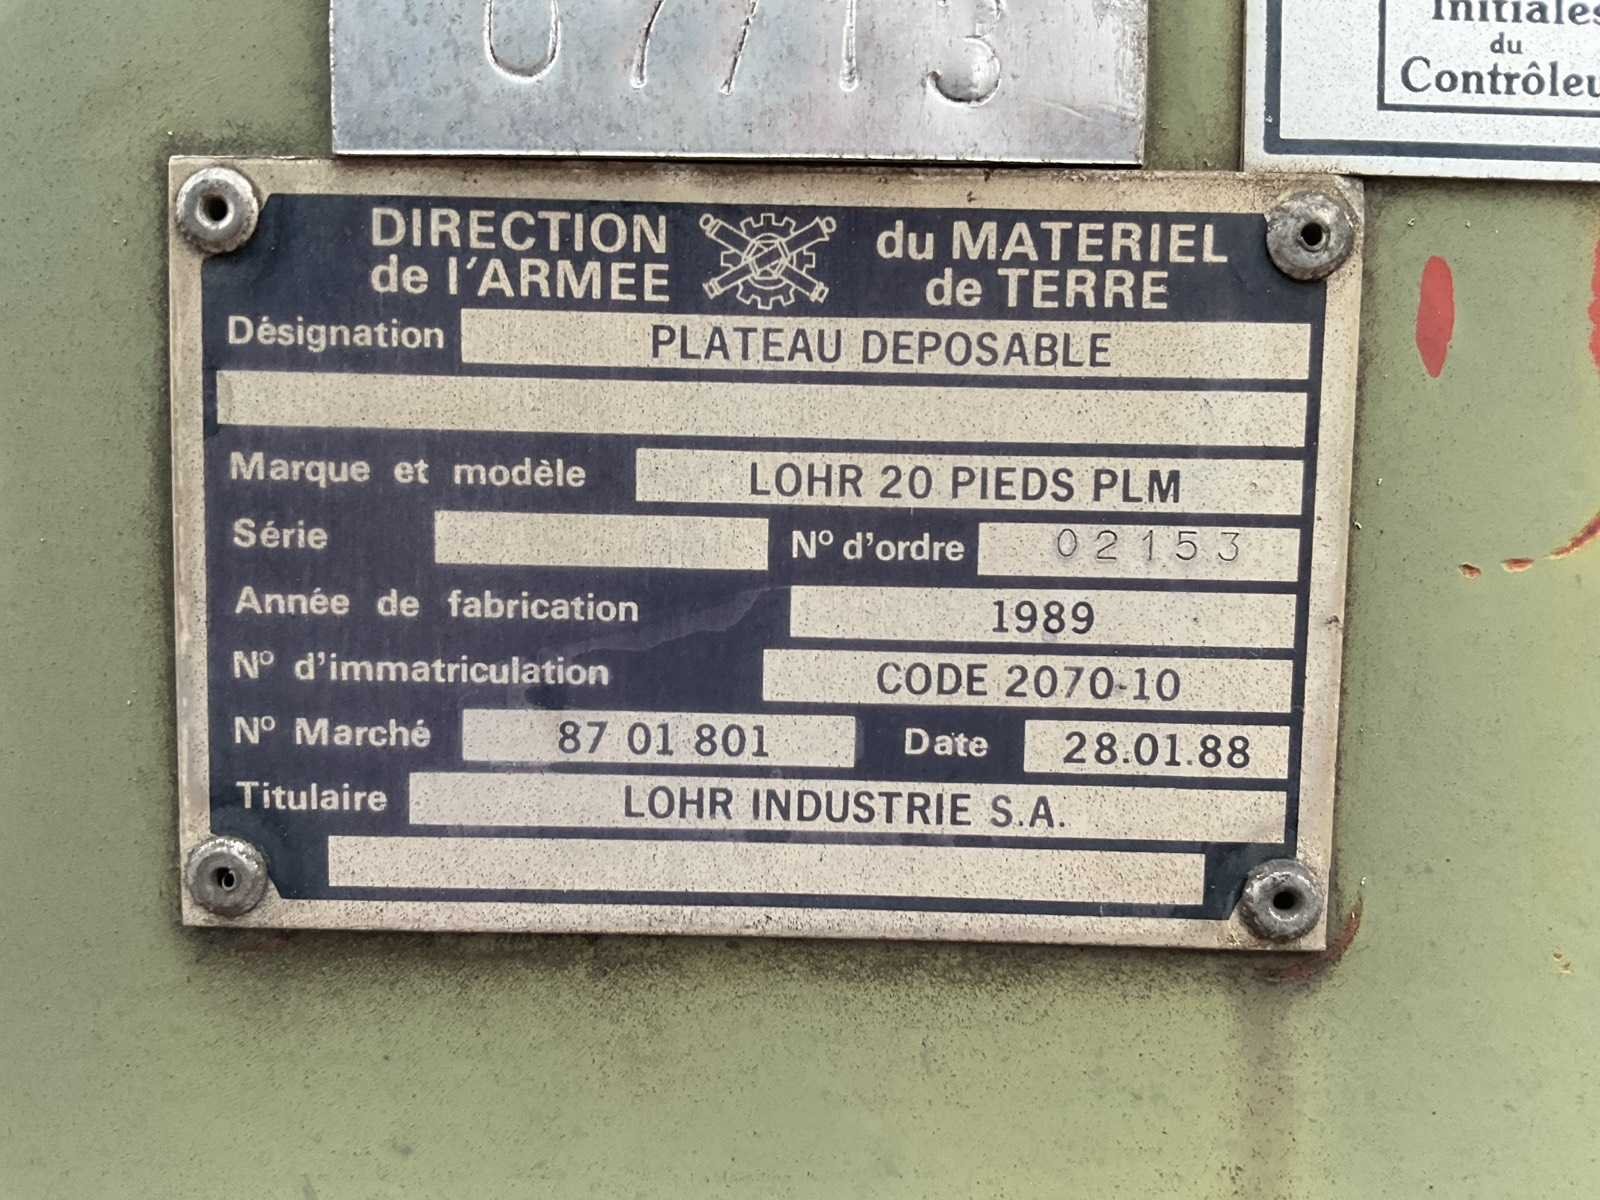 07/13
Initiales
du
Contrôleu
DIRECTION du MATERIEL
de l'ARMEE de TERRE
Désignation PLATEAU DEPOSABLE
Marque et modèle LOHR 20 PIEDS PLM
Série N° d'ordre 02153
Année de fabrication 1989
N° d'immatriculation CODE 2070-10
N° Marché 87 01 801 Date 28.01.88
Titulaire LOHR INDUSTRIE S.A.